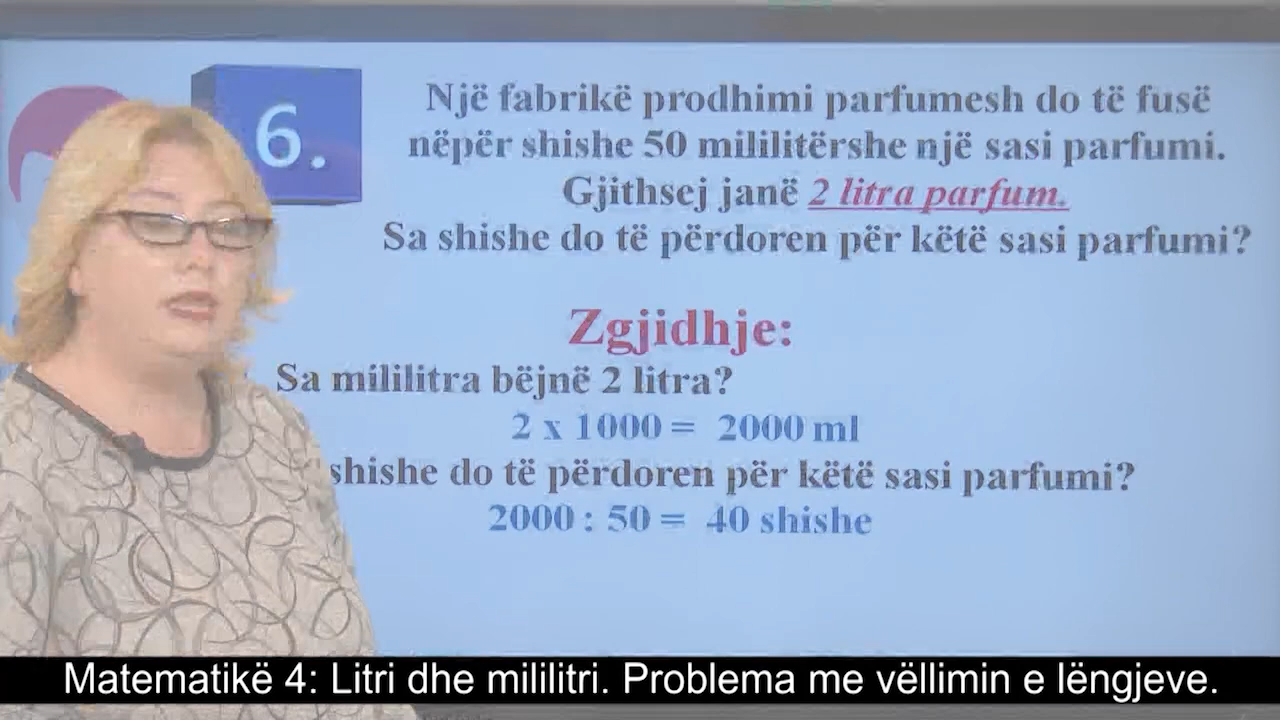 6.
Një fabrikë prodhimi parfumesh do të fusë
nëpër shishe 50 mililitërshe një sasi parfumi.
Gjithsej janë 2 litra parfum.
Sa shishe do të përdoren për këtë sasi parfumi?
Zgjidhje:
Sa mililitra bëjnë 2 litra?
2 x 1000 = 2000 ml
shishe do të përdoren për këtë sasi parfumi?
2000 : 50 = 40 shishe
Matematikë 4: Litri dhe mililitri. Problema me vëllimin e lëngjeve.